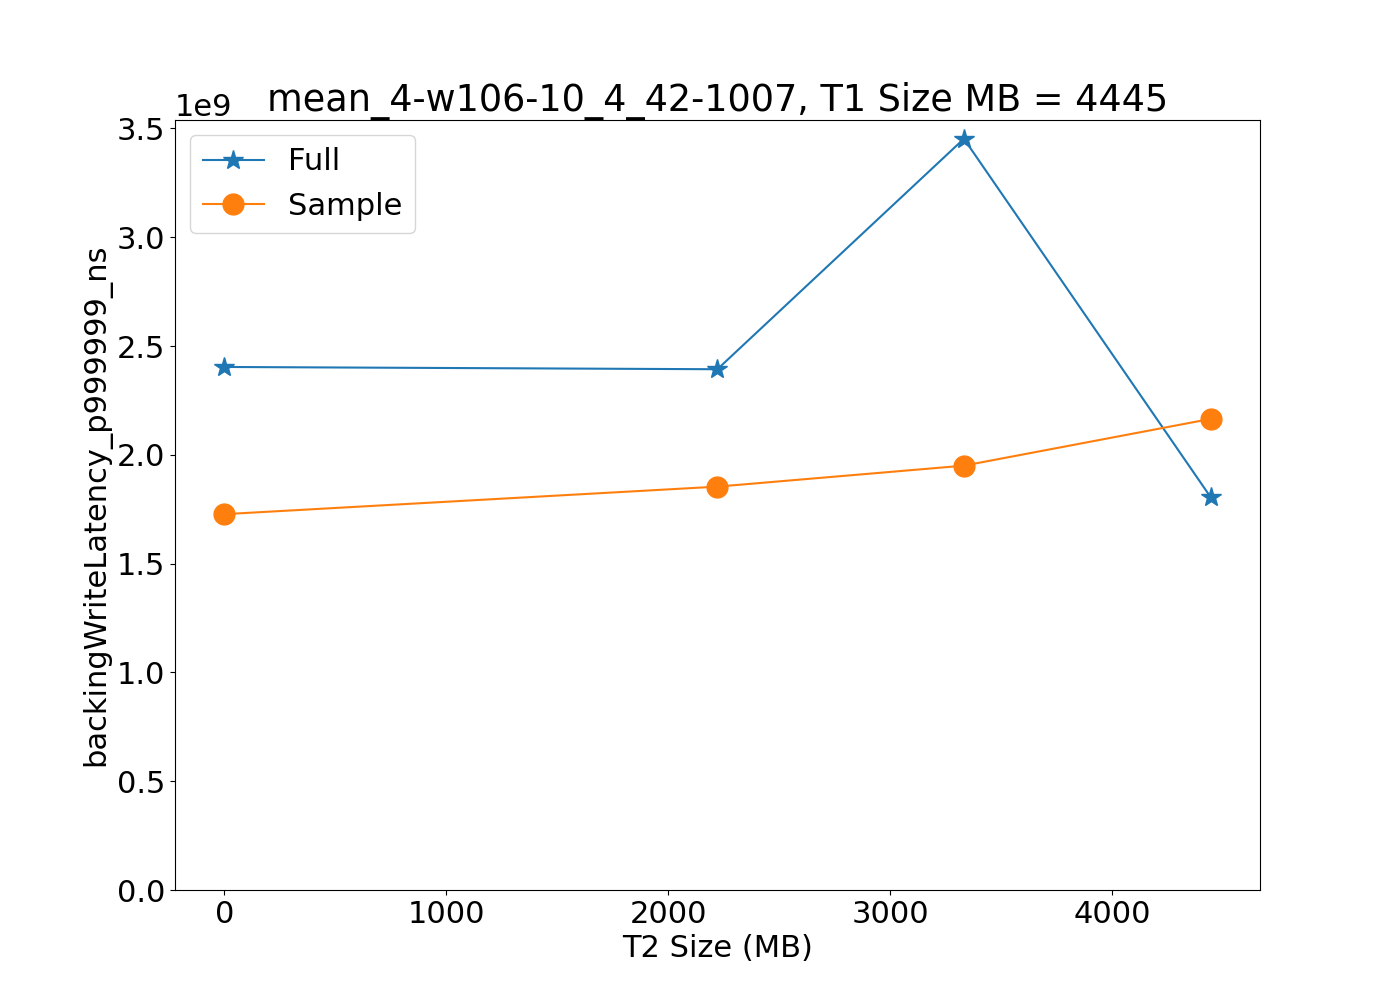 mean_4-w106-10_4_42-1007, T1 Size MB = 4445
1e9
3.5
3.0
2.5
2.0
1.5
1.0
0.5
0.0
backingWriteLatency_p999999_ns
Full
Sample
0 1000 2000 3000 4000
T2 Size (MB)